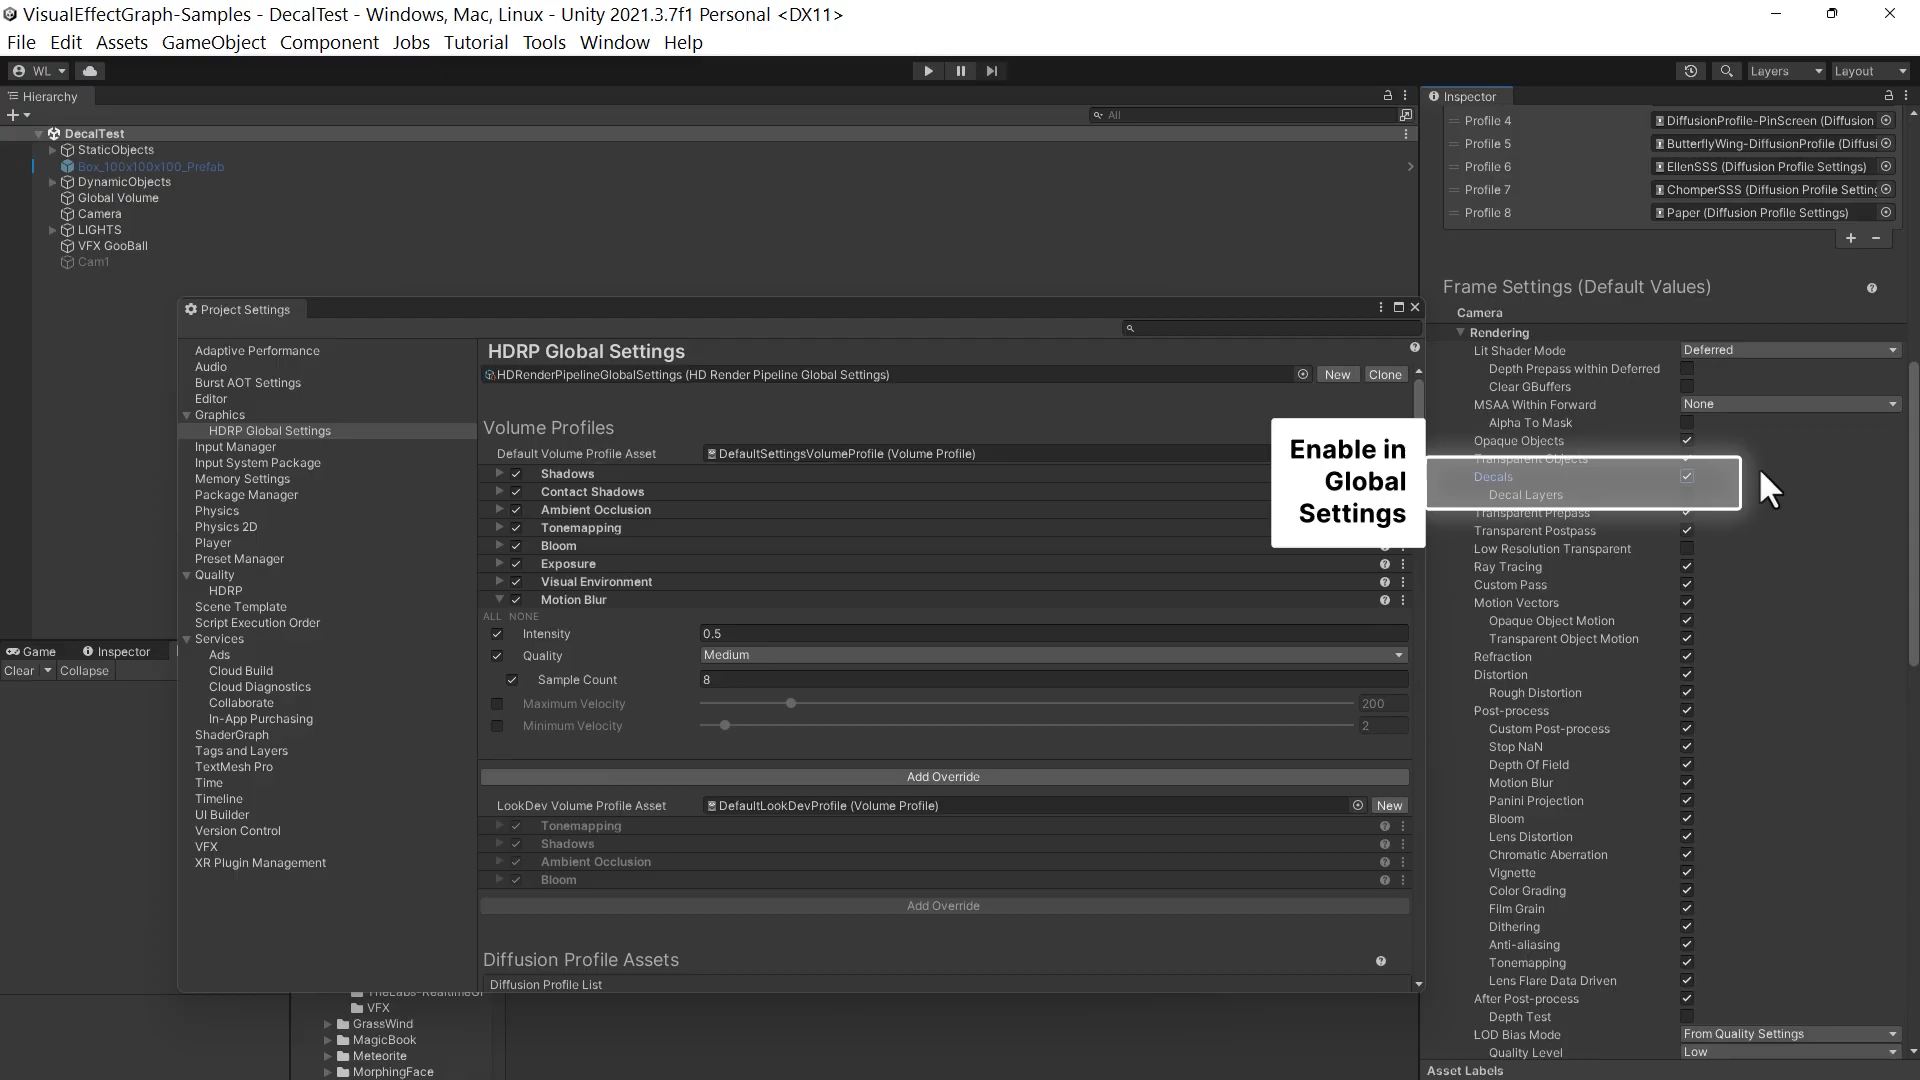 VisualEffectGraph-Samples - DecalTest - Windows, Mac, Linux - Unity 2021.3.7f1 Personal <DX11>
File Edit Assets GameObject Component Jobs Tutorial Tools Window Help
WL
Layers
Layout
Hierarchy
All
DecalTest
StaticObjects
Box_100x100x100_Prefab
DynamicObjects
Global Volume
Camera
LIGHTS
VFX GooBall
Cam1
Game
Inspector
Clear
Collapse
Project Settings
Adaptive Performance
Audio
Burst AOT Settings
Editor
Graphics
HDRP Global Settings
Input Manager
Input System Package
Memory Settings
Package Manager
Physics
Physics 2D
Player
Preset Manager
Quality
HDRP
Scene Template
Script Execution Order
Services
Ads
Cloud Build
Cloud Diagnostics
Collaborate
In-App Purchasing
ShaderGraph
Tags and Layers
TextMesh Pro
Time
Timeline
UI Builder
Version Control
VFX
XR Plugin Management
HDRP Global Settings
HDRenderPipelineGlobalSettings (HD Render Pipeline Global Settings)
New
Clone
Volume Profiles
Default Volume Profile Asset
DefaultSettingsVolumeProfile (Volume Profile)
Shadows
Contact Shadows
Ambient Occlusion
Tonemapping
Bloom
Exposure
Visual Environment
Motion Blur
ALL NONE
Intensity 0.5
Quality Medium
Sample Count 8
Maximum Velocity 200
Minimum Velocity 2
Add Override
LookDev Volume Profile Asset
DefaultLookDevProfile (Volume Profile)
New
Tonemapping
Shadows
Ambient Occlusion
Bloom
Add Override
Diffusion Profile Assets
Diffusion Profile List
VFX
GrassWind
MagicBook
Meteorite
MorphingFace
Enable in
Global
Settings
Inspector
Profile 4 DiffusionProfile-PinScreen (Diffusion
Profile 5 ButterflyWing-DiffusionProfile (Diffusi
Profile 6 EllenSSS (Diffusion Profile Settings)
Profile 7 ChomperSSS (Diffusion Profile Setting
Profile 8 Paper (Diffusion Profile Settings)
Frame Settings (Default Values)
Camera
Rendering
Lit Shader Mode Deferred
Depth Prepass within Deferred
Clear GBuffers
MSAA Within Forward None
Alpha To Mask
Opaque Objects
Transparent Objects
Decals
Decal Layers
Transparent Prepass
Transparent Postpass
Low Resolution Transparent
Ray Tracing
Custom Pass
Motion Vectors
Opaque Object Motion
Transparent Object Motion
Refraction
Distortion
Rough Distortion
Post-process
Custom Post-process
Stop NaN
Depth Of Field
Motion Blur
Panini Projection
Bloom
Lens Distortion
Chromatic Aberration
Vignette
Color Grading
Film Grain
Dithering
Anti-aliasing
Tonemapping
Lens Flare Data Driven
After Post-process
Depth Test
LOD Bias Mode From Quality Settings
Quality Level Low
Asset Labels